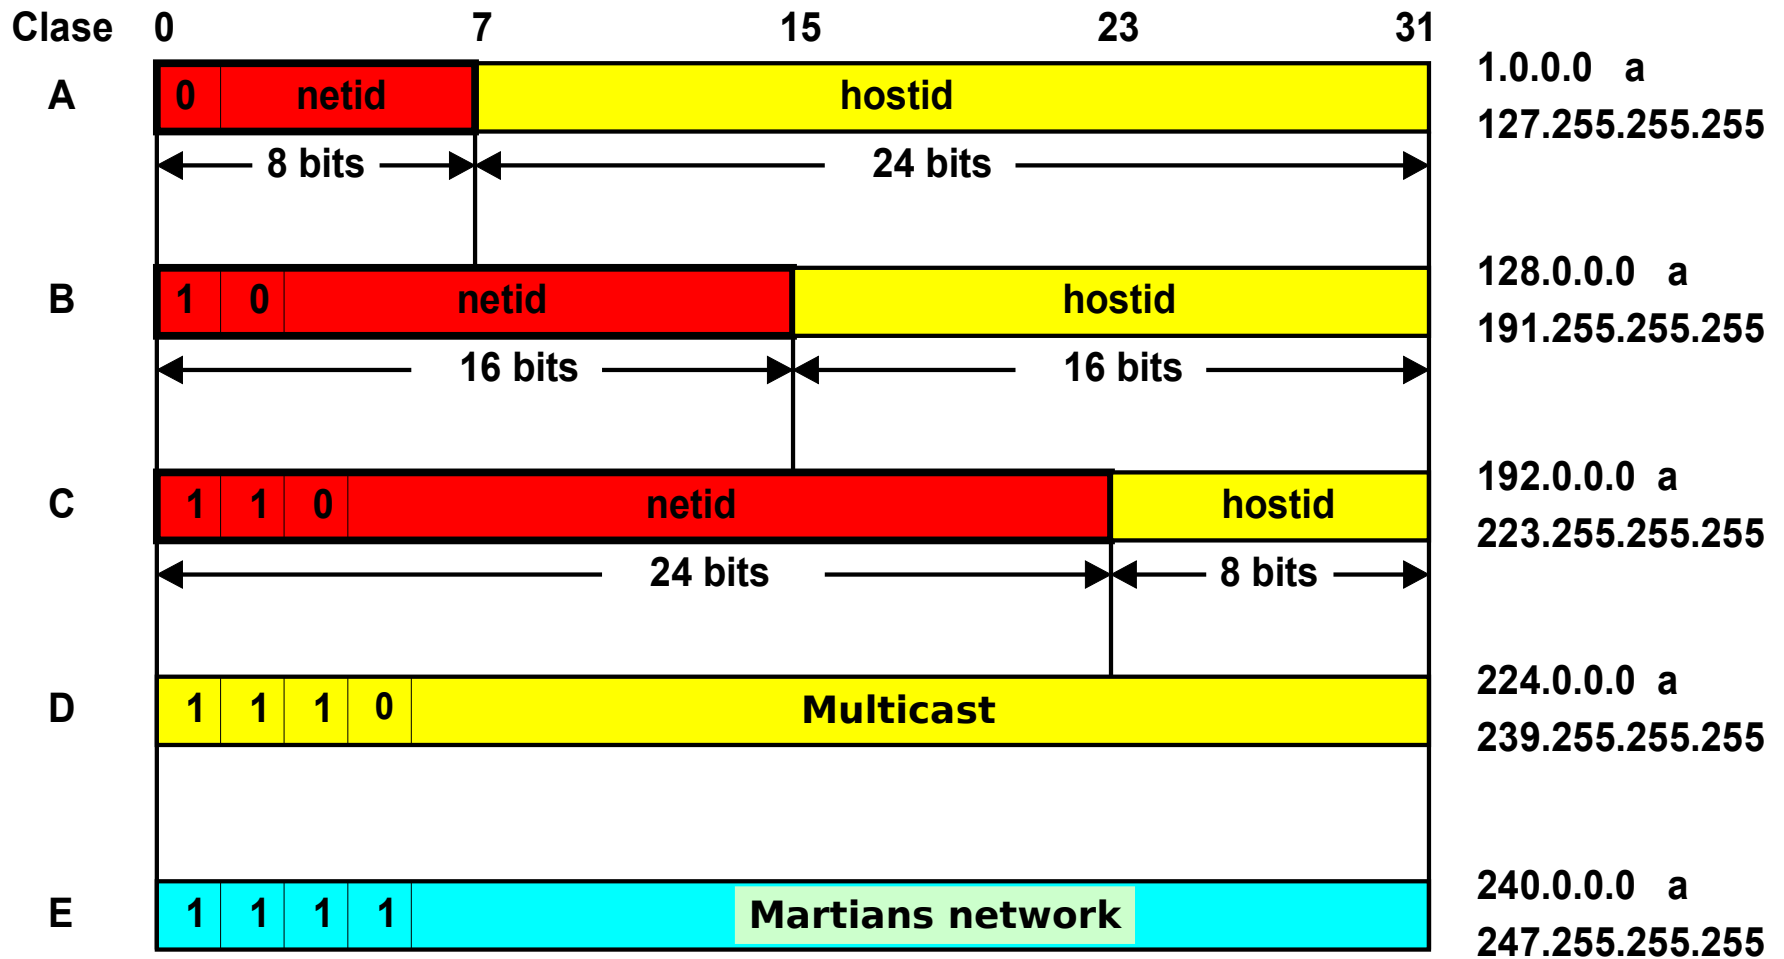 Clase 0 7 15 23 31
A 0 netid hostid 1.0.0.0 a
127.255.255.255
8 bits 24 bits
B 1 0 netid hostid 128.0.0.0 a
191.255.255.255
16 bits 16 bits
C 1 1 0 netid hostid 192.0.0.0 a
223.255.255.255
24 bits 8 bits
D 1 1 1 0 Multicast 224.0.0.0 a
239.255.255.255
E 1 1 1 1 Martians network 240.0.0.0 a
247.255.255.255